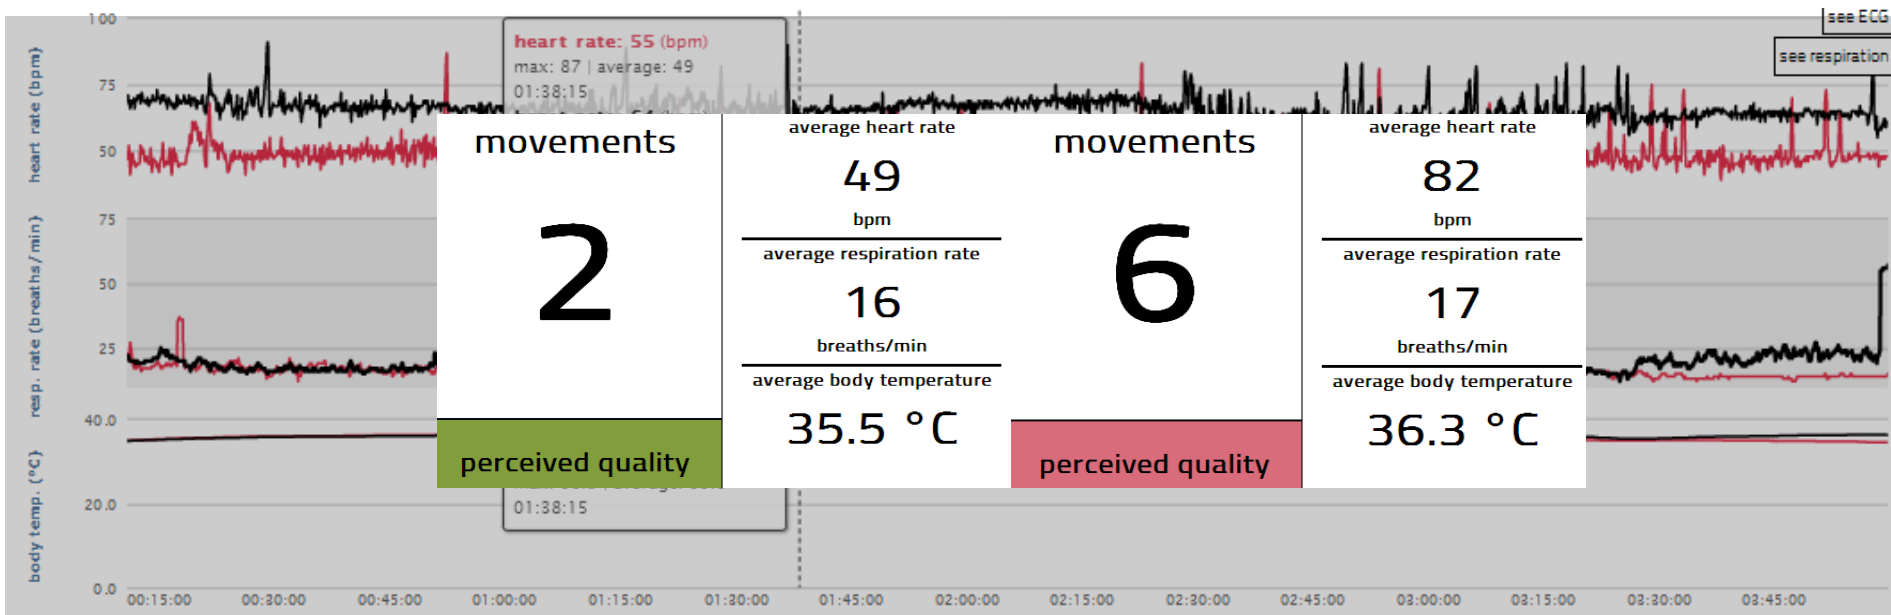 100
75
50
75
50
25
40.0
20.0
0.0
heart rate (bpm)
resp. rate (breaths/min)
body temp. (°C)
heart rate: 55 (bpm)
max: 87 | average: 49
01:38:15
see ECG
see respiration
movements
2
perceived quality
average heart rate
49
bpm
average respiration rate
16
breaths/min
average body temperature
35.5 °C
movements
6
perceived quality
average heart rate
82
bpm
average respiration rate
17
breaths/min
average body temperature
36.3 °C
01:38:15
00:15:00 00:30:00 00:45:00 01:00:00 01:15:00 01:30:00 01:45:00 02:00:00 02:15:00 02:30:00 02:45:00 03:00:00 03:15:00 03:30:00 03:45:00